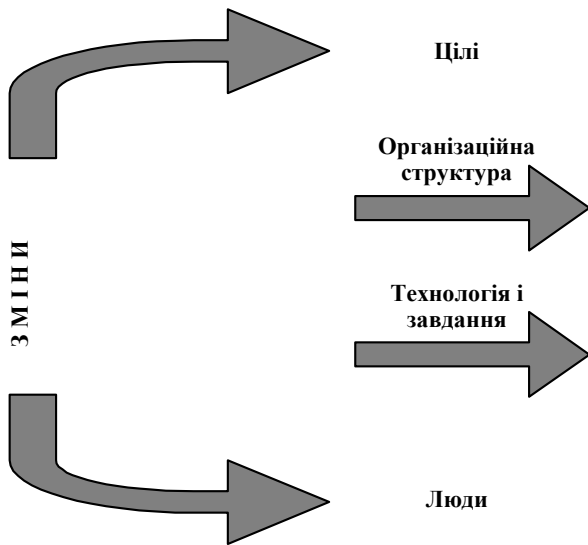 Цілі
Організаційна
структура
З М І Н И
Технологія і
завдання
Люди